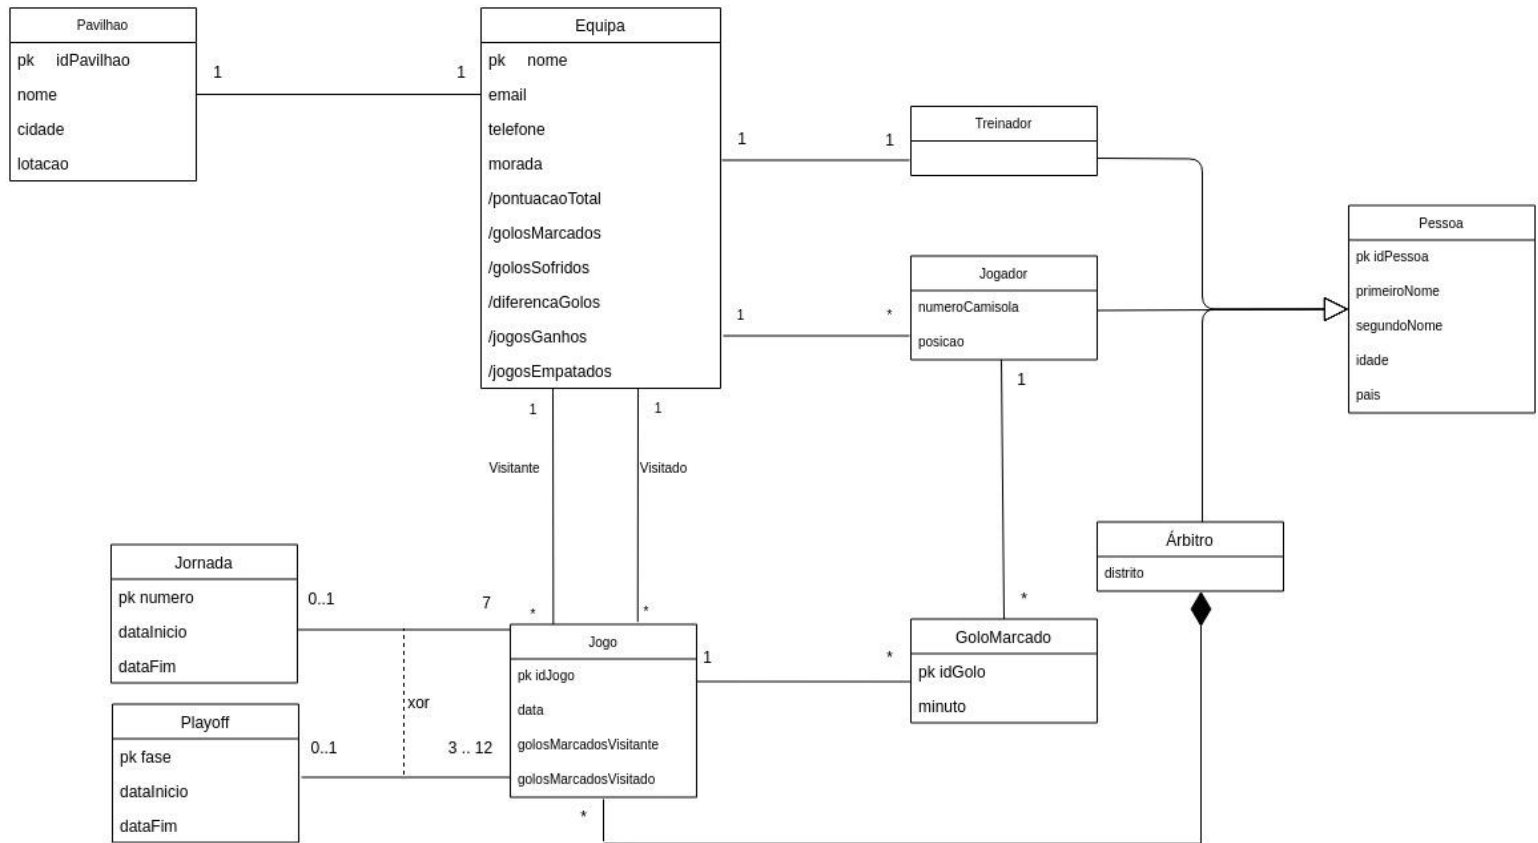 Pavilhao
pk idPavilhao
nome
cidade
lotacao
1
1
Equipa
pk nome
email
telefone
morada
/pontuacaoTotal
/golosMarcados
/golosSofridos
/diferencaGolos
/jogosGanhos
/jogosEmpatados
1
1
Treinador
1
*
Jogador
numeroCamisola
posicao
Pessoa
pk idPessoa
primeiroNome
segundoNome
idade
pais
1
1
Visitante
Visitado
*
*
1
*
Árbitro
distrito
Jornada
pk numero
dataInicio
dataFim
0..1
7
xor
Playoff
pk fase
dataInicio
dataFim
0..1
3 .. 12
Jogo
pk idJogo
data
golosMarcadosVisitante
golosMarcadosVisitado
1
*
GoloMarcado
pk idGolo
minuto
*